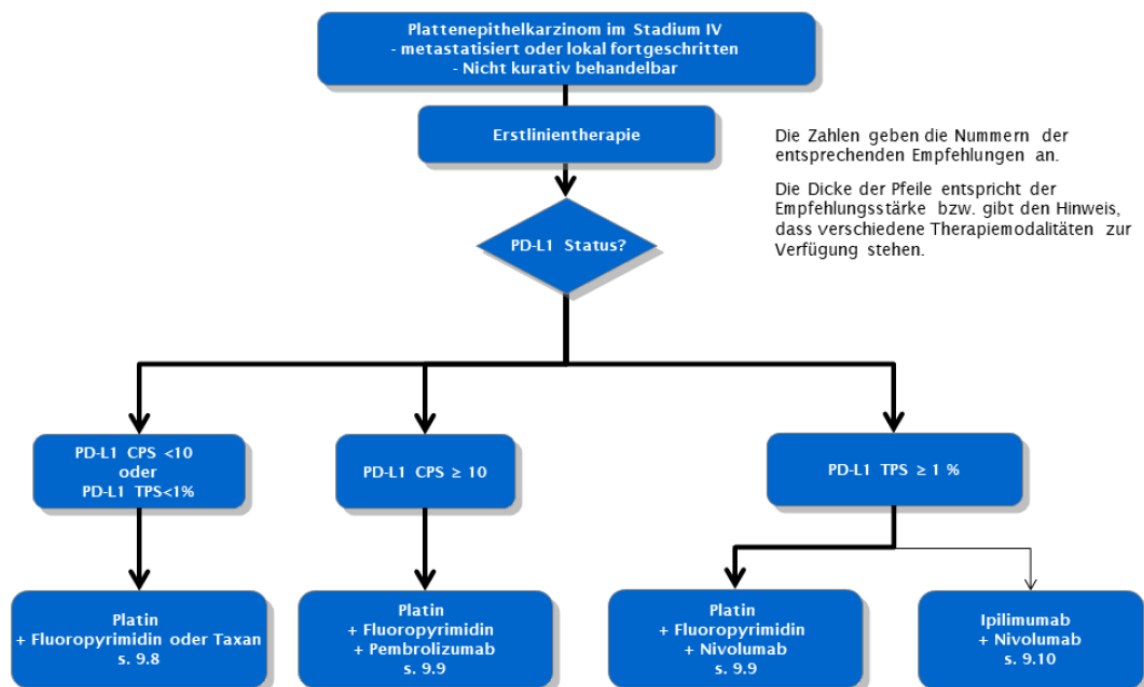 Plattenepithelkarzinom im Stadium IV
- metastatisiert oder lokal fortgeschritten
- Nicht kurativ behandelbar
Erstlinientherapie
Die Zahlen geben die Nummern der
entsprechenden Empfehlungen an.
Die Dicke der Pfeile entspricht der
Empfehlungsstärke bzw. gibt den Hinweis,
dass verschiedene Therapiemodalitäten zur
Verfügung stehen.
PD-L1 Status?
PD-L1 CPS <10
oder
PD-L1 TPS<1%
PD-L1 CPS ≥ 10
PD-L1 TPS ≥ 1 %
Platin
+ Fluoropyrimidin oder Taxan
s. 9.8
Platin
+ Fluoropyrimidin
+ Pembrolizumab
s. 9.9
Platin
+ Fluoropyrimidin
+ Nivolumab
s. 9.9
Ipilimumab
+ Nivolumab
s. 9.10